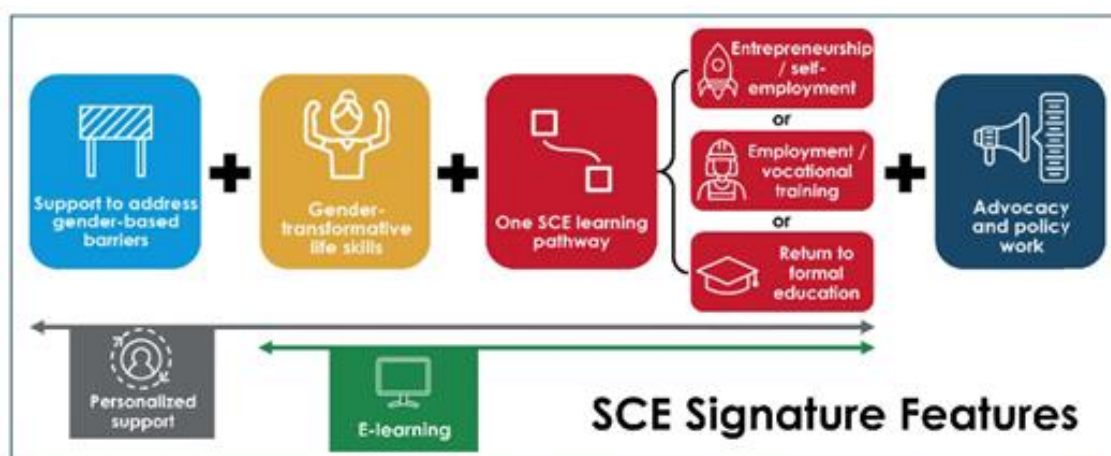 Support to address
gender-based
barriers
Gender-
transformative
life skills
One SCE learning
pathway
Entrepreneurship
/ self-
employment
or
Employment /
vocational
training
or
Return to
formal
education
Advocacy
and policy
work
Personalized
support
E-learning
SCE Signature Features